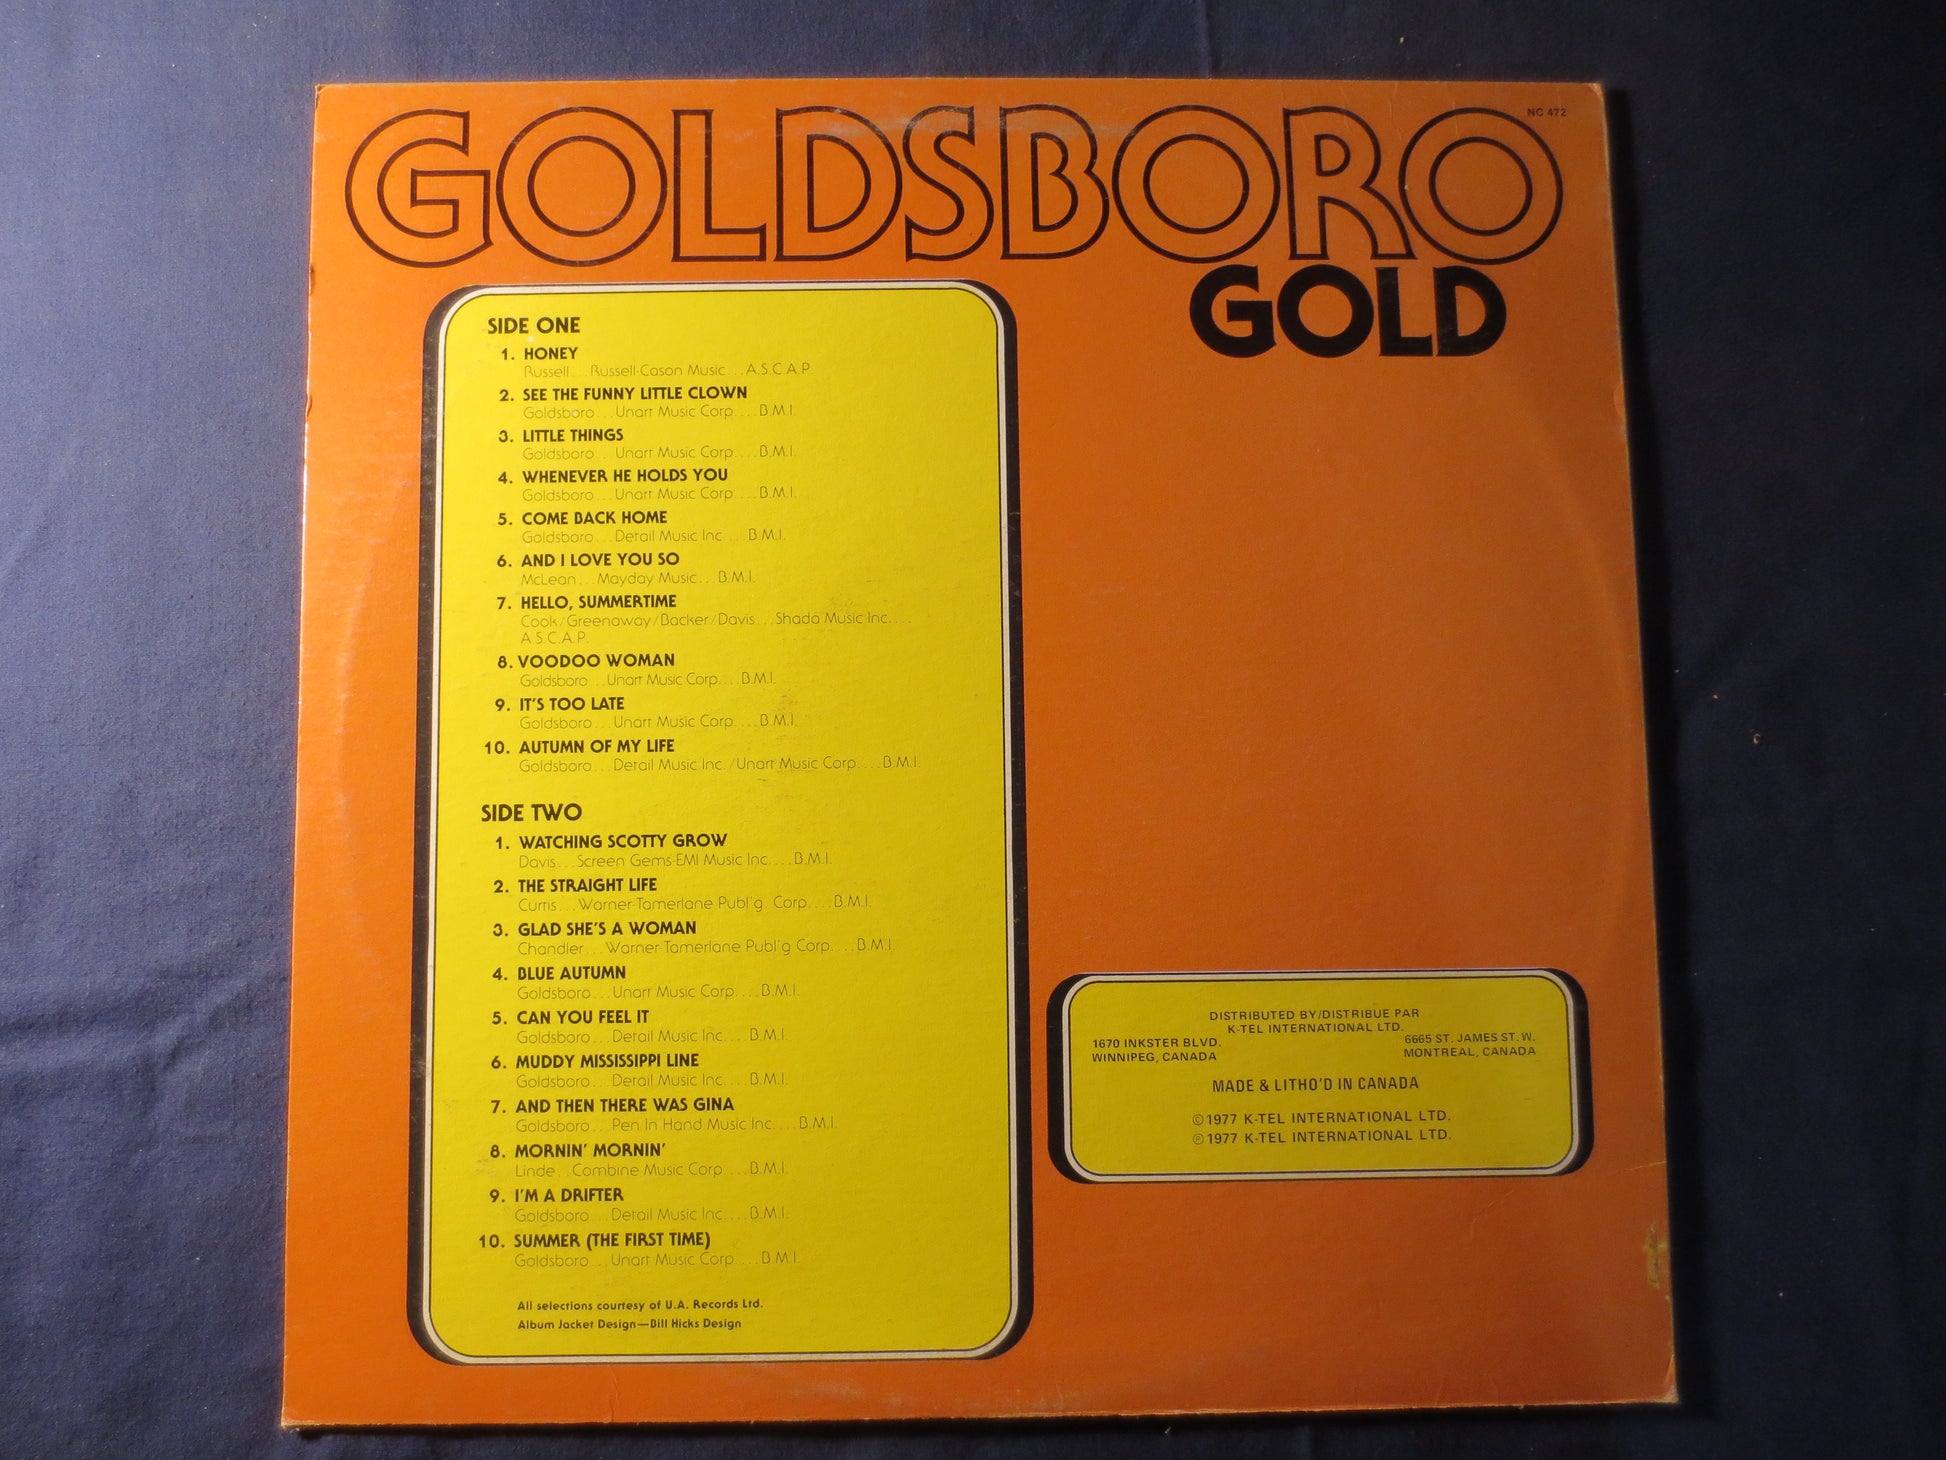 NC 472
GOLDSBORO
GOLD
SIDE ONE
1. HONEY
Russell...Russell-Cason Music...A.S.C.A.P.
2. SEE THE FUNNY LITTLE CLOWN
Goldsboro...Unart Music Corp....B.M.I.
3. LITTLE THINGS
Goldsboro...Unart Music Corp....B.M.I.
4. WHENEVER HE HOLDS YOU
Goldsboro...Unart Music Corp....B.M.I.
5. COME BACK HOME
Goldsboro...Detail Music Inc....B.M.I.
6. AND I LOVE YOU SO
McLean...Mayday Music...B.M.I.
7. HELLO, SUMMERTIME
Cook/Greenaway/Backer/Davis...Shada Music Inc....
A.S.C.A.P.
8. VOODOO WOMAN
Goldsboro...Unart Music Corp....B.M.I.
9. IT'S TOO LATE
Goldsboro...Unart Music Corp....B.M.I.
10. AUTUMN OF MY LIFE
Goldsboro...Detail Music Inc./Unart Music Corp....B.M.I.
SIDE TWO
1. WATCHING SCOTTY GROW
Davis...Screen Gems-EMI Music Inc....B.M.I.
2. THE STRAIGHT LIFE
Curtis...Warner-Tamerlane Publ'g. Corp....B.M.I.
3. GLAD SHE'S A WOMAN
Chandler...Warner-Tamerlane Publ'g Corp....B.M.I.
4. BLUE AUTUMN
Goldsboro...Unart Music Corp....B.M.I.
5. CAN YOU FEEL IT
Goldsboro...Detail Music Inc....B.M.I.
6. MUDDY MISSISSIPPI LINE
Goldsboro...Detail Music Inc....B.M.I.
7. AND THEN THERE WAS GINA
Goldsboro...Pen In Hand Music Inc....B.M.I.
8. MORNIN' MORNIN'
Linde...Combine Music Corp....B.M.I.
9. I'M A DRIFTER
Goldsboro...Detail Music Inc....B.M.I.
10. SUMMER (THE FIRST TIME)
Goldsboro...Unart Music Corp....B.M.I.
All selections courtesy of U.A. Records Ltd.
Album Jacket Design—Bill Hicks Design
DISTRIBUTED BY/DISTRIBUE PAR
K-TEL INTERNATIONAL LTD.
1670 INKSTER BLVD. 6665 ST. JAMES ST. W.
WINNIPEG, CANADA MONTREAL, CANADA
MADE & LITHO'D IN CANADA
©1977 K-TEL INTERNATIONAL LTD.
℗1977 K-TEL INTERNATIONAL LTD.